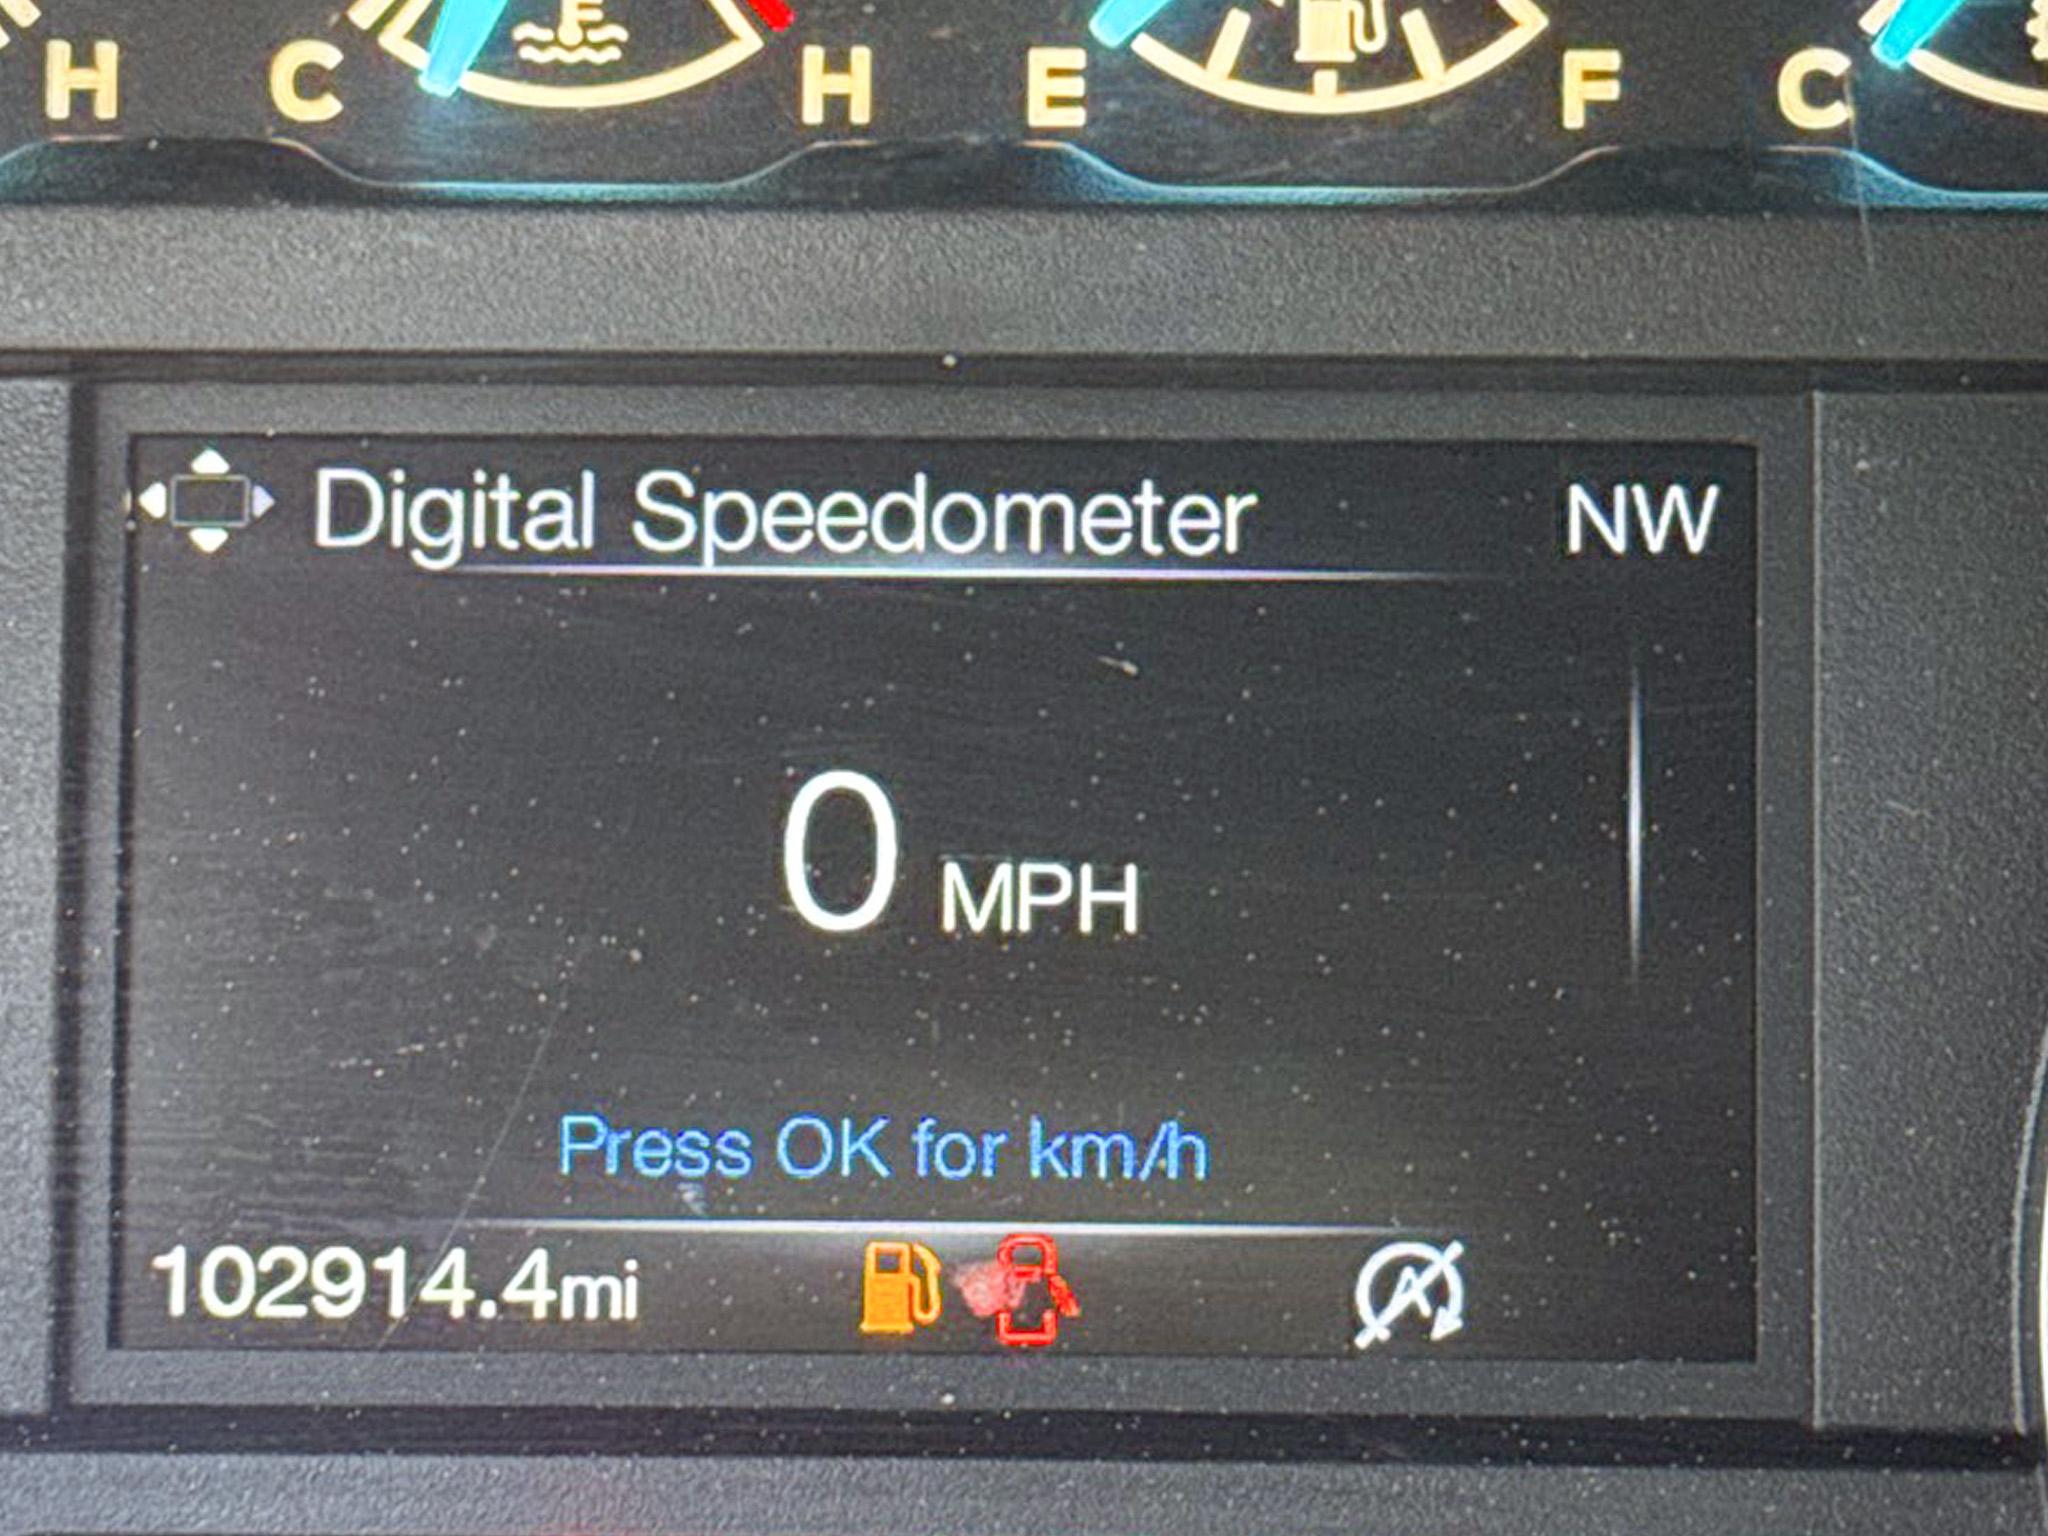 H C H E F C
Digital Speedometer NW
0 MPH
Press OK for km/h
102914.4mi